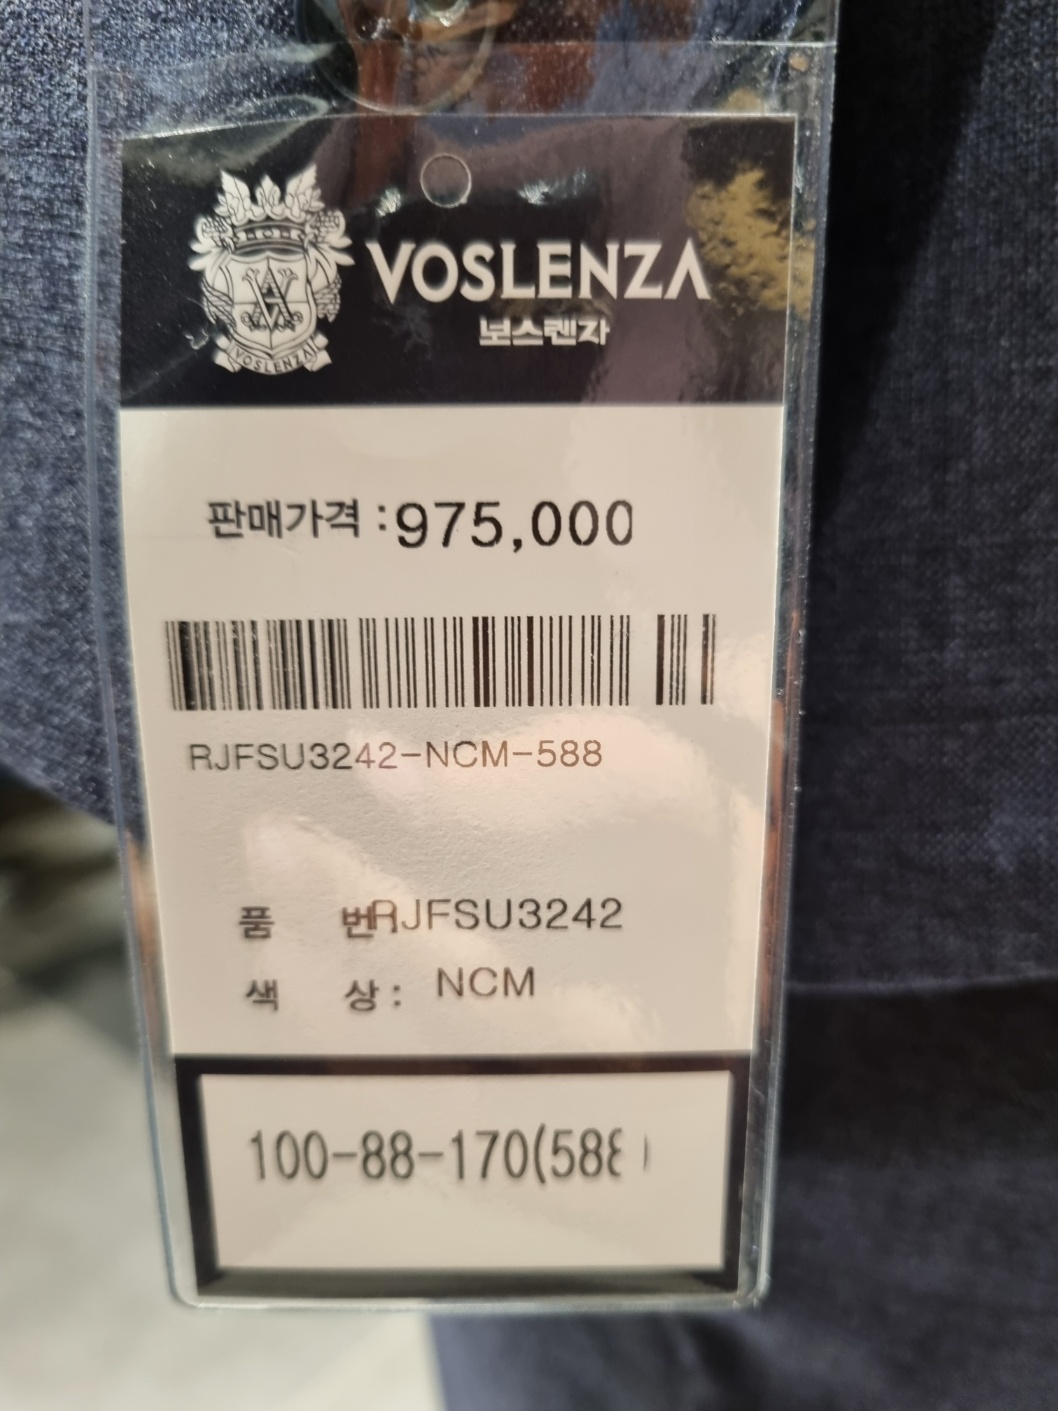 VOSLENZA
VOSLENZA
보스렌자
판매가격 :975,000
RJFSU3242-NCM-588
품 번RJFSU3242
색 상: NCM
100-88-170(588)